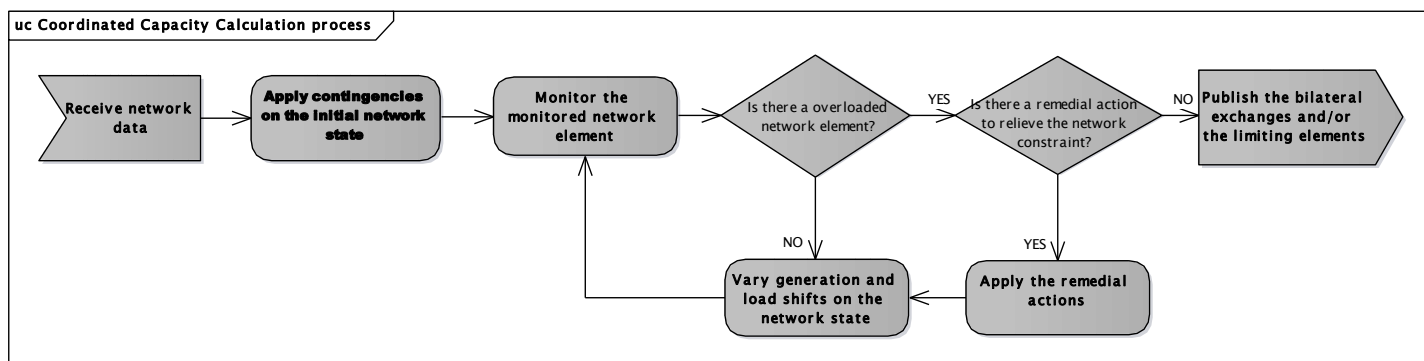 uc Coordinated Capacity Calculation process
Receive network
data
Apply contingencies
on the initial network
state
Monitor the
monitored network
element
Is there a overloaded
network element?
YES
Is there a remedial action
to relieve the network
constraint?
NO
Publish the bilateral
exchanges and/or
the limiting elements
NO
YES
Vary generation and
load shifts on the
network state
Apply the remedial
actions